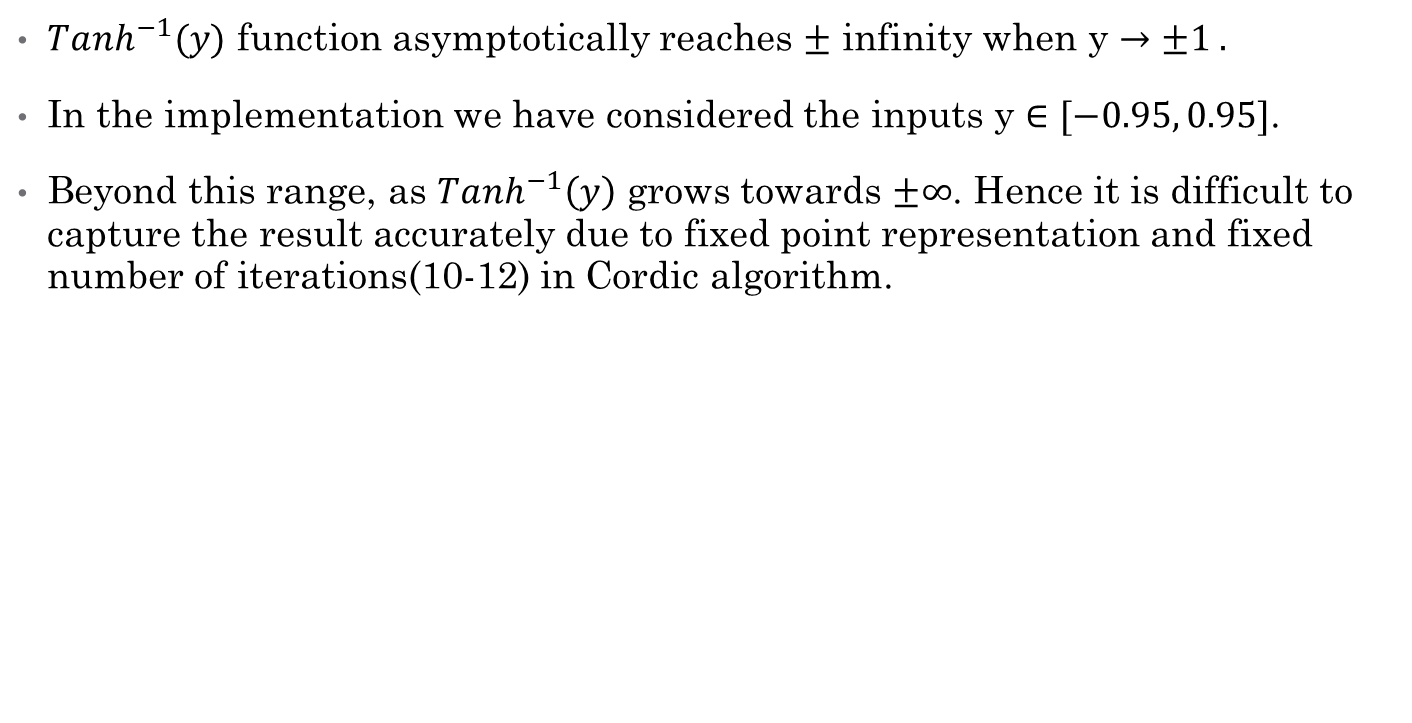 • Tanh⁻¹(y) function asymptotically reaches ± infinity when y → ±1 .
• In the implementation we have considered the inputs y ∈ [−0.95, 0.95].
• Beyond this range, as Tanh⁻¹(y) grows towards ±∞. Hence it is difficult to
capture the result accurately due to fixed point representation and fixed
number of iterations(10-12) in Cordic algorithm.